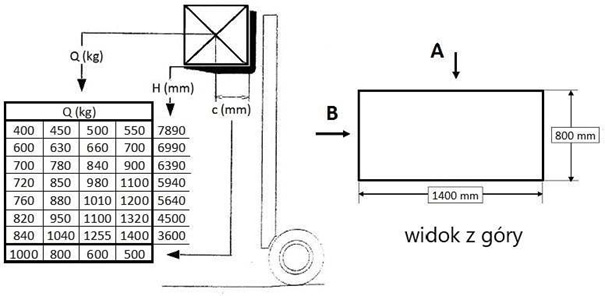 Q (kg)
H (mm)
c (mm)
Q (kg)
400 450 500 550 7890
600 630 660 700 6990
700 780 840 900 6390
720 850 980 1100 5940
760 880 1010 1200 5640
820 950 1100 1320 4500
840 1040 1255 1400 3600
1000 800 600 500
A
B
800 mm
1400 mm
widok z góry